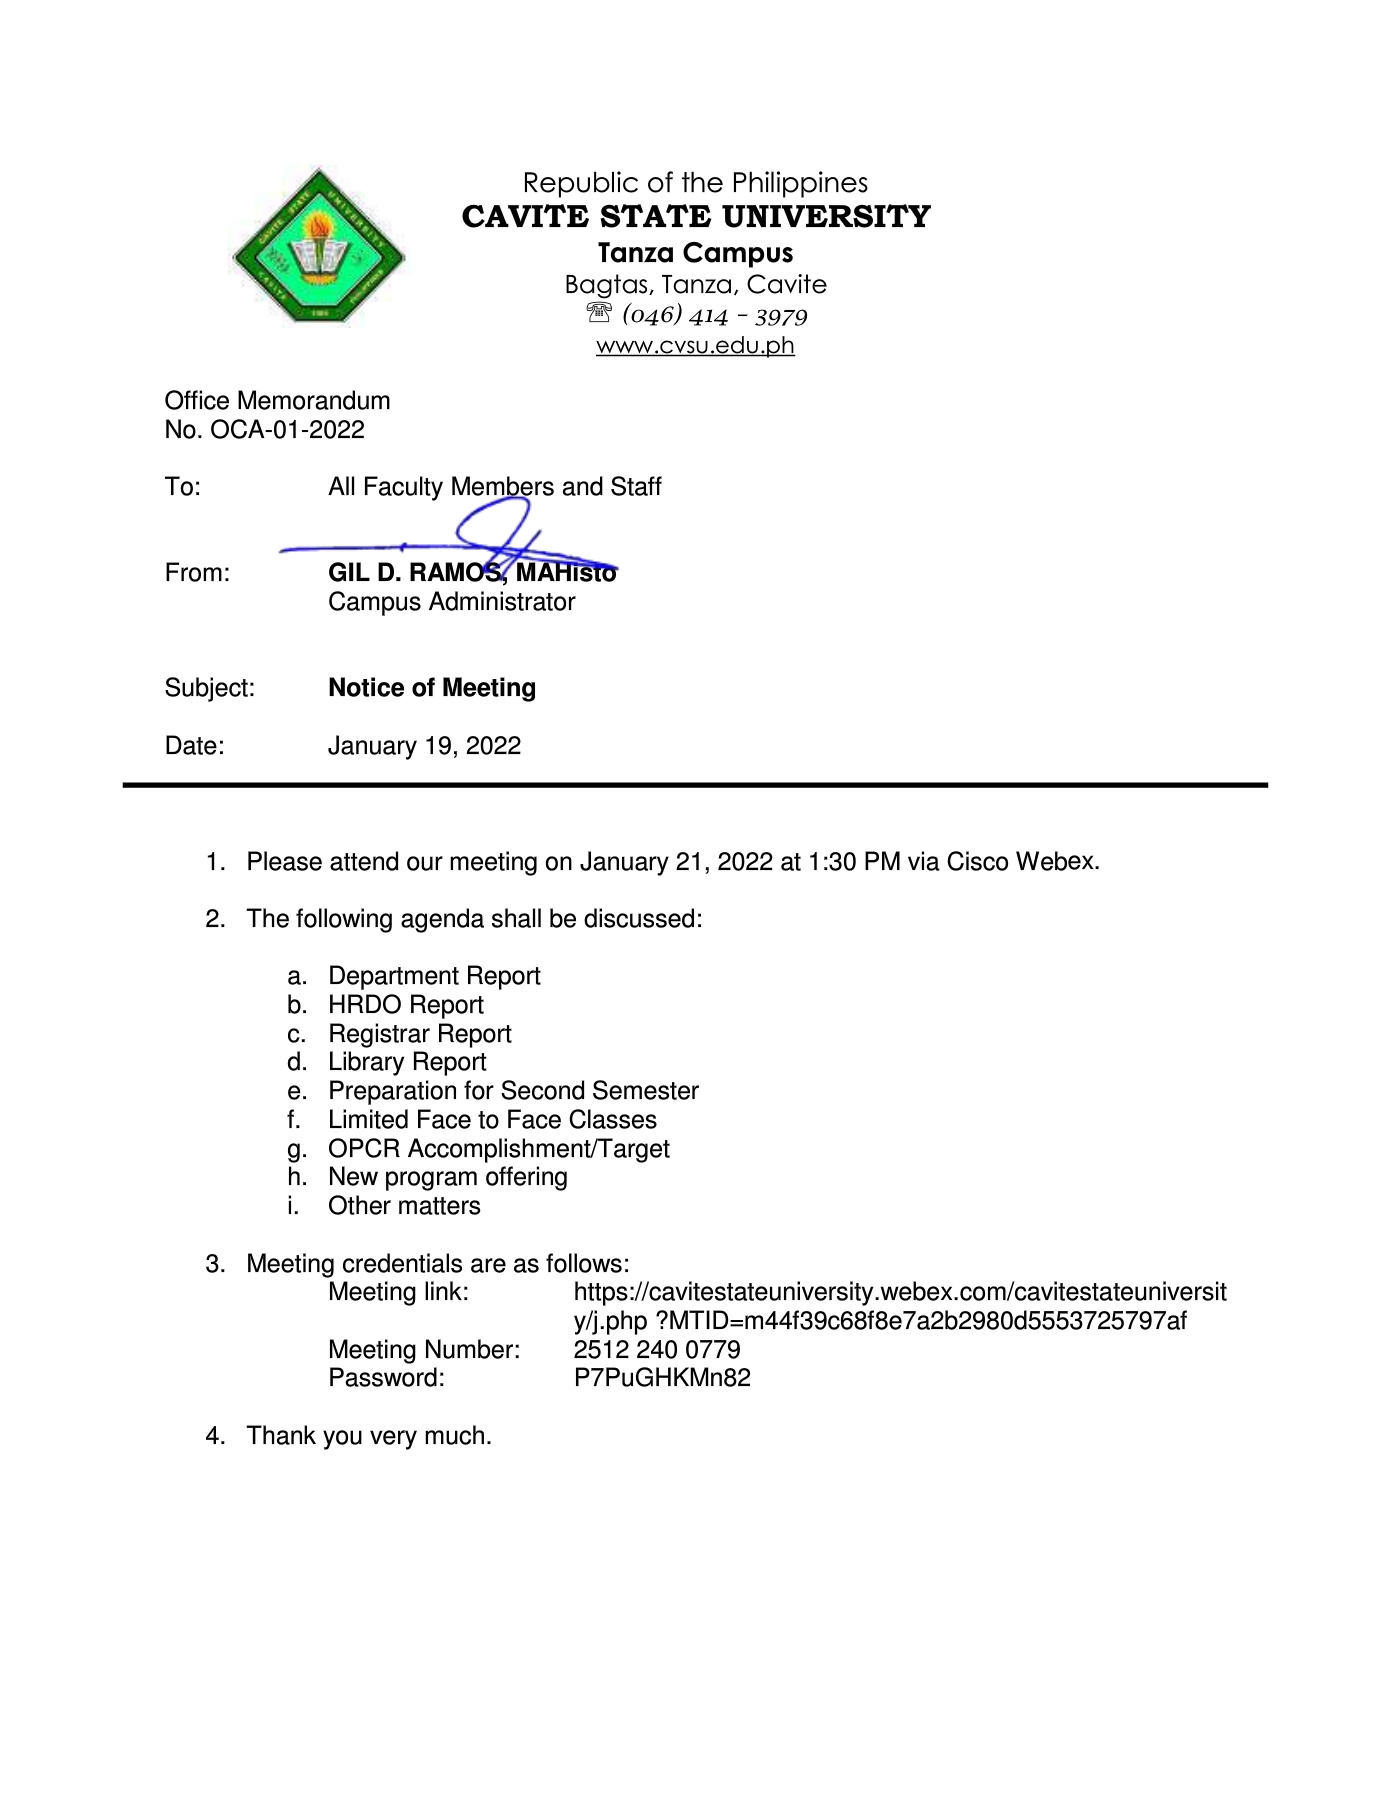 Republic of the Philippines
CAVITE STATE UNIVERSITY
Tanza Campus
Bagtas, Tanza, Cavite
☏ (046) 414 – 3979
www.cvsu.edu.ph
CAVITE STATE UNIVERSITY
CAVITE PHILIPPINES
Office Memorandum
No. OCA-01-2022
To: All Faculty Members and Staff
From: GIL D. RAMOS, MAHisto
Campus Administrator
Subject: Notice of Meeting
Date: January 19, 2022
1. Please attend our meeting on January 21, 2022 at 1:30 PM via Cisco Webex.
2. The following agenda shall be discussed:
a. Department Report
b. HRDO Report
c. Registrar Report
d. Library Report
e. Preparation for Second Semester
f. Limited Face to Face Classes
g. OPCR Accomplishment/Target
h. New program offering
i. Other matters
3. Meeting credentials are as follows:
Meeting link: https://cavitestateuniversity.webex.com/cavitestateuniversit
y/j.php ?MTID=m44f39c68f8e7a2b2980d5553725797af
Meeting Number: 2512 240 0779
Password: P7PuGHKMn82
4. Thank you very much.